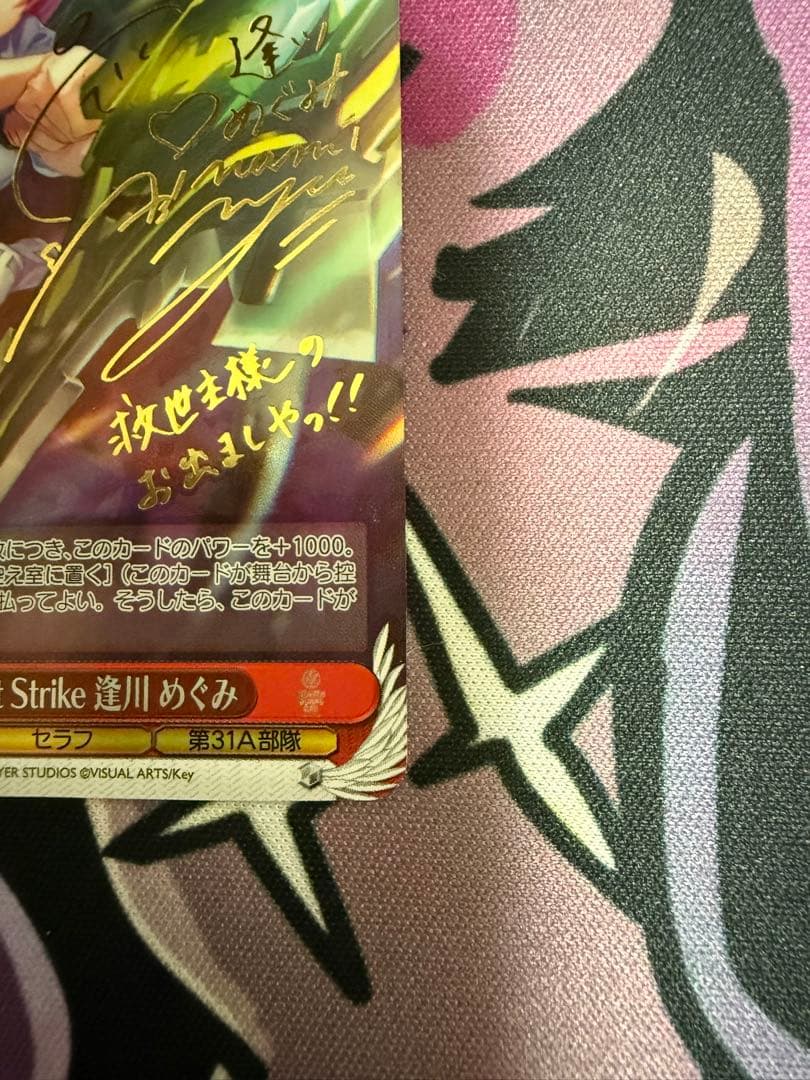 逢川
めぐみ
救世主様の
お出ましやっ!!
につき、このカードのパワーを+1000。
え室に置く](このカードが舞台から控
払ってよい。そうしたら、このカードが
t Strike 逢川 めぐみ
セラフ 第31A部隊
YER STUDIOS ©VISUAL ARTS/Key